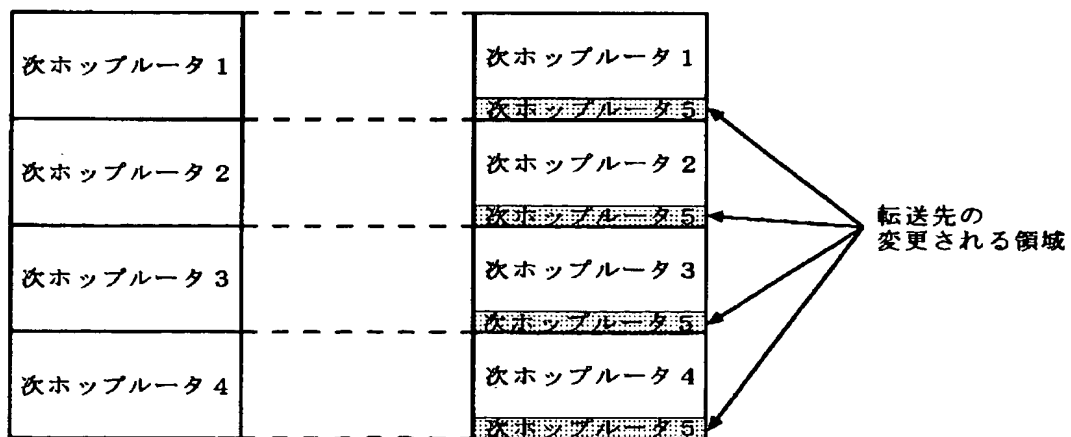 次ホップルータ1
次ホップルータ2
次ホップルータ3
次ホップルータ4
次ホップルータ1
次ホップルータ5
次ホップルータ2
次ホップルータ5
次ホップルータ3
次ホップルータ5
次ホップルータ4
次ホップルータ5
転送先の
変更される領域